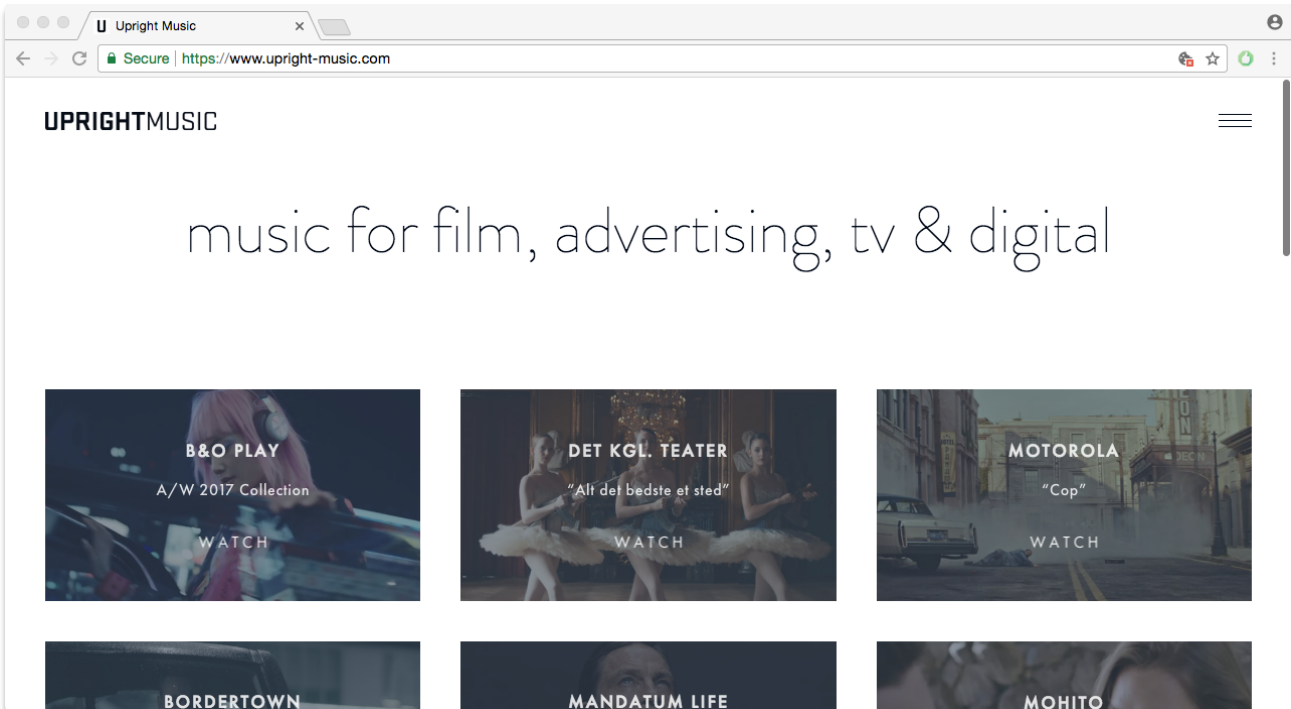 Upright Music
Secure https://www.upright-music.com
UPRIGHTMUSIC
music for film, advertising, tv & digital
B&O PLAY
A/W 2017 Collection
WATCH
DET KGL. TEATER
“Alt det bedste et sted”
WATCH
MOTOROLA
“Cop”
WATCH
BORDERTOWN
MANDATUM LIFE
MOHITO